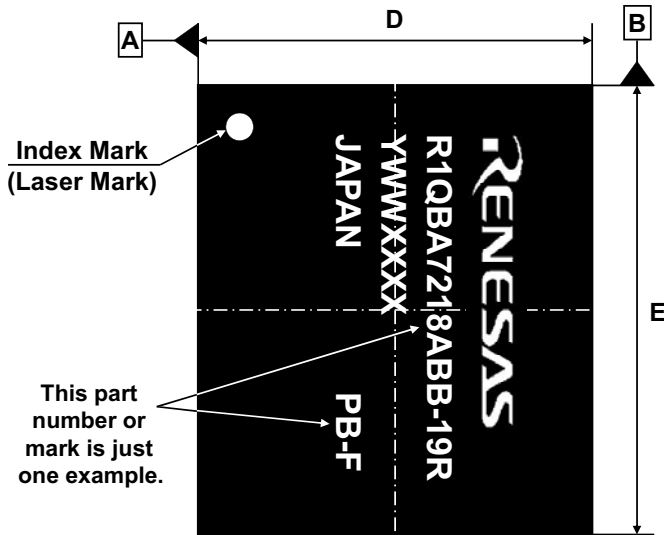 A
D
B
Index Mark
(Laser Mark)
RENESAS
R1QBA7218ABB-19R
YWWXXXX
JAPAN
PB-F
E
This part
number or
mark is just
one example.